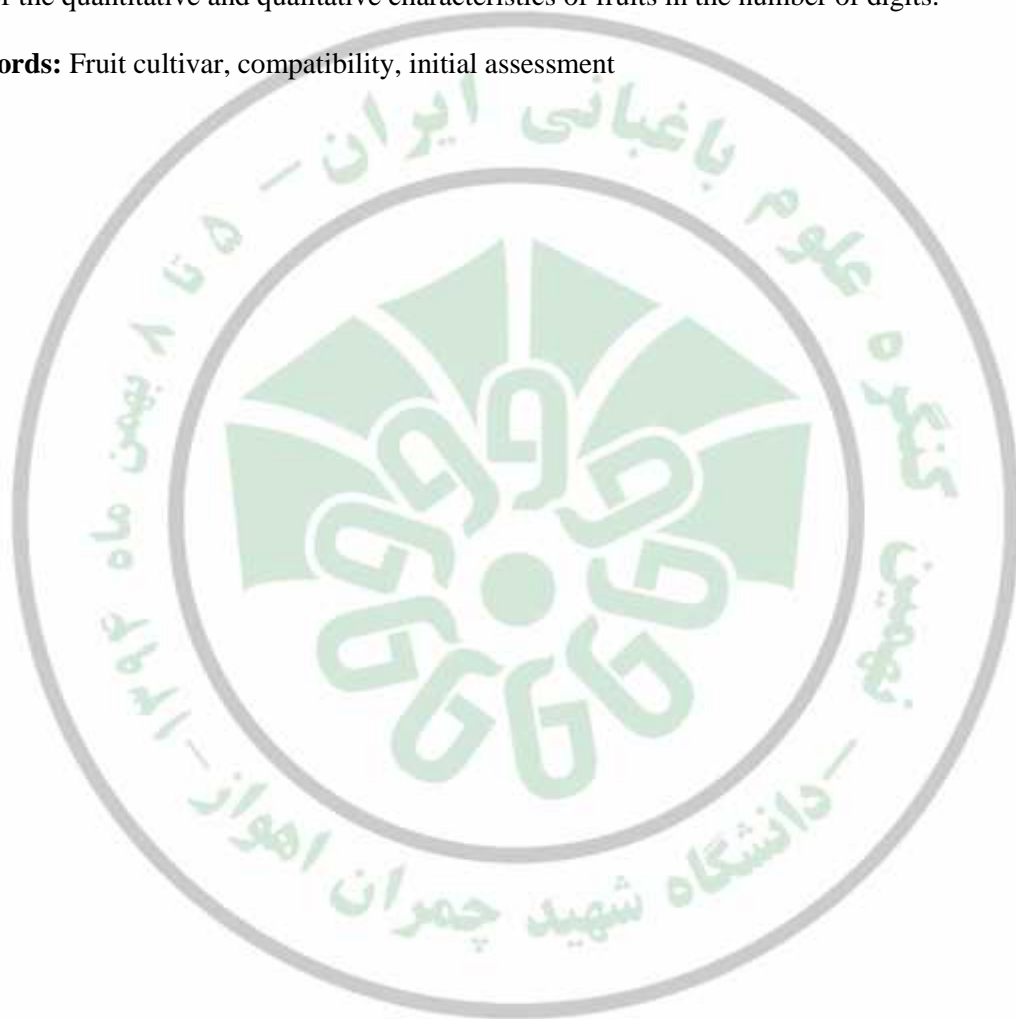 f the quantitative and qualitative characteristics of fruits in the number of digits.
ords: Fruit cultivar, compatibility, initial assessment
نهمین کنگره علوم باغبانی ایران – ۵ تا ۸ بهمن ماه ۱۳۹۴ – دانشگاه شهید چمران اهواز –